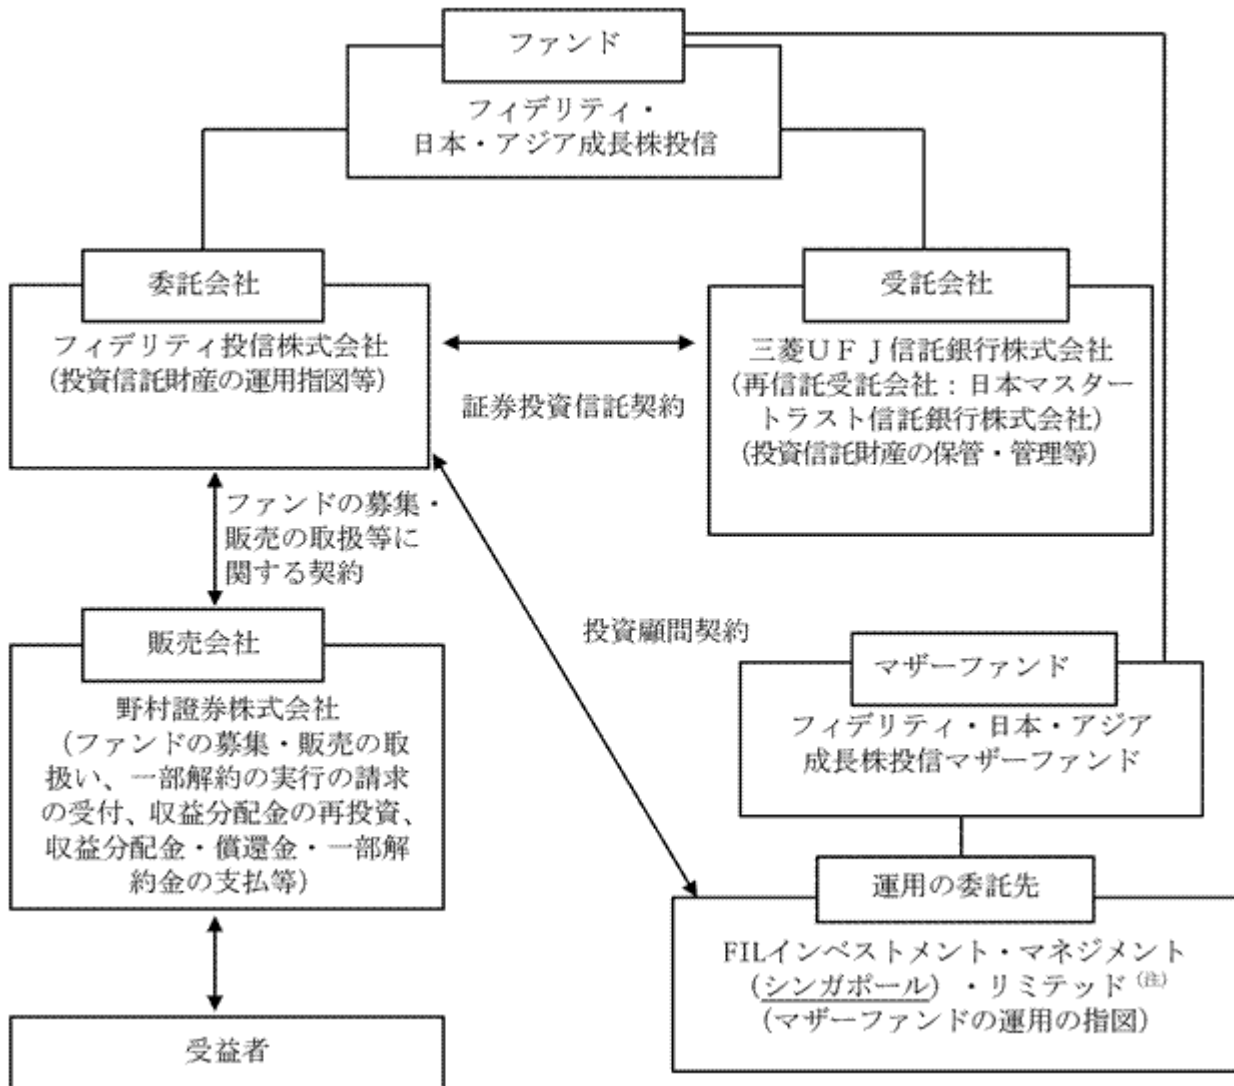 ファンド
フィデリティ・
日本・アジア成長株投信
委託会社
フィデリティ投信株式会社
(投資信託財産の運用指図等)
証券投資信託契約
受託会社
三菱ＵＦＪ信託銀行株式会社
(再信託受託会社：日本マスター
トラスト信託銀行株式会社)
(投資信託財産の保管・管理等)
ファンドの募集・
販売の取扱等に
関する契約
投資顧問契約
販売会社
野村證券株式会社
（ファンドの募集・販売の取
扱い、一部解約の実行の請求
の受付、収益分配金の再投資、
収益分配金・償還金・一部解
約金の支払等）
マザーファンド
フィデリティ・日本・アジア
成長株投信マザーファンド
運用の委託先
FILインベストメント・マネジメント
（シンガポール）・リミテッド(注)
（マザーファンドの運用の指図）
受益者